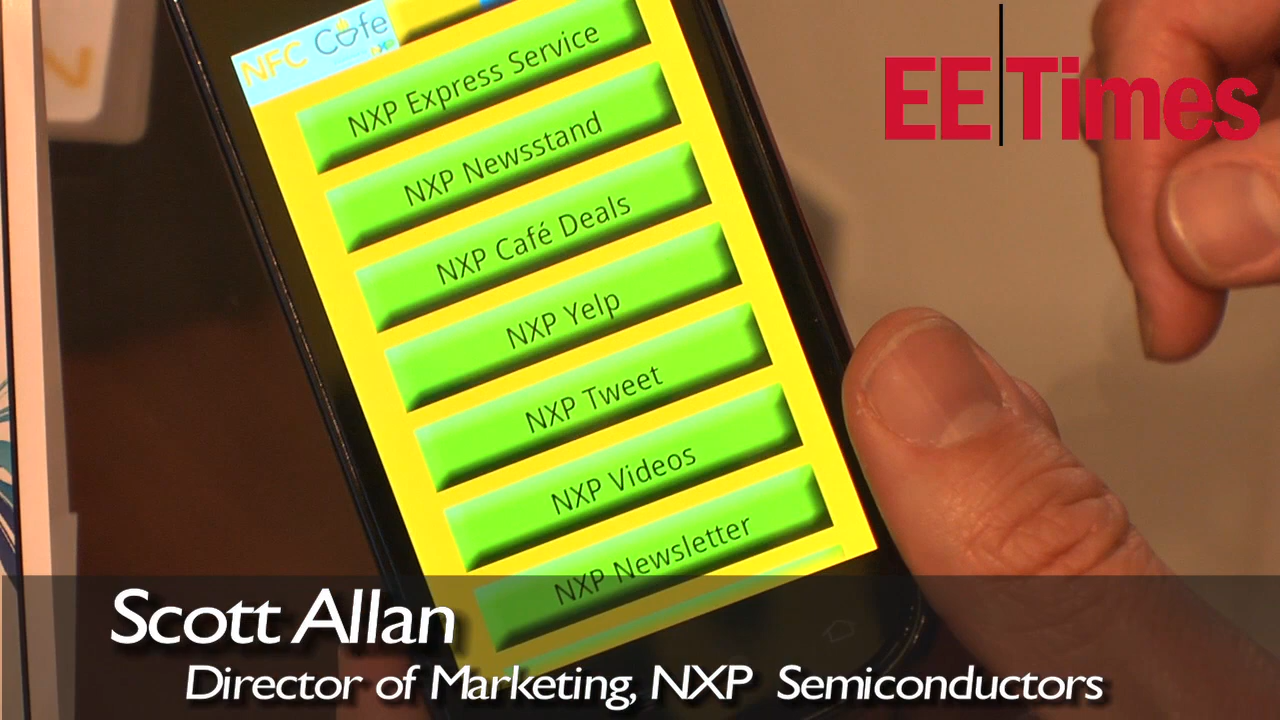 NFC Cafe
EE Times
NXP Express Service
NXP Newsstand
NXP Café Deals
NXP Yelp
NXP Tweet
NXP Videos
NXP Newsletter
Scott Allan
Director of Marketing, NXP Semiconductors